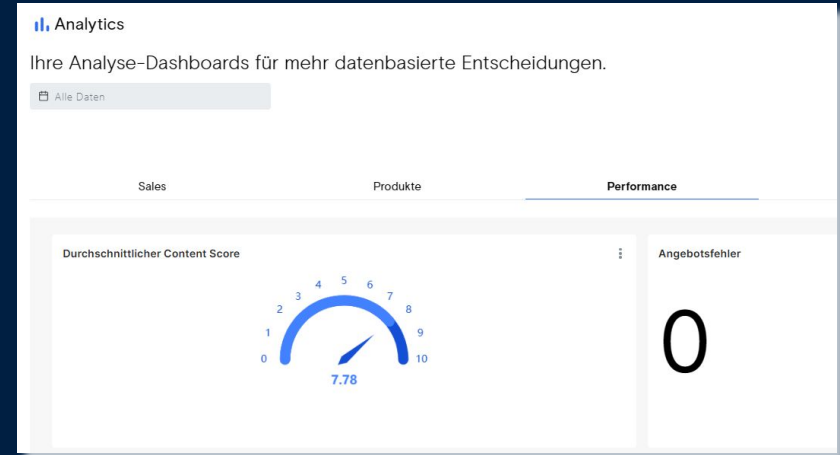 Analytics
Ihre Analyse-Dashboards für mehr datenbasierte Entscheidungen.
Alle Daten
Sales
Produkte
Performance
Durchschnittlicher Content Score
Angebotsfehler
0
1
2
3
4
5
6
7
8
9
10
7.78
0